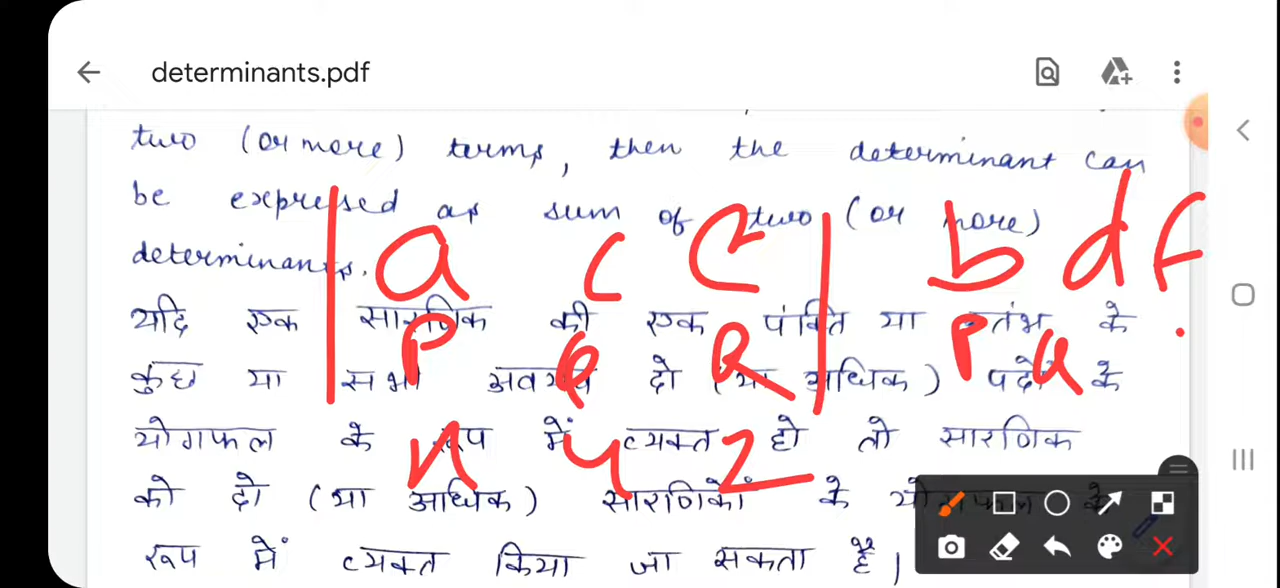 determinants.pdf
two (or more) terms, then the determinant can
be expressed as sum of two (or more)
determinants.
a c e b d f
यदि एक सारणिक की एक पंक्ति या स्तंभ के
P Q R P Q
कुछ या सभी अवयव दो (या अधिक) पदों के
योगफल के रूप में व्यक्त हो तो सारणिक
x y z
को दो (या अधिक) सारणिकों के योगफल के
रूप में व्यक्त किया जा सकता है।